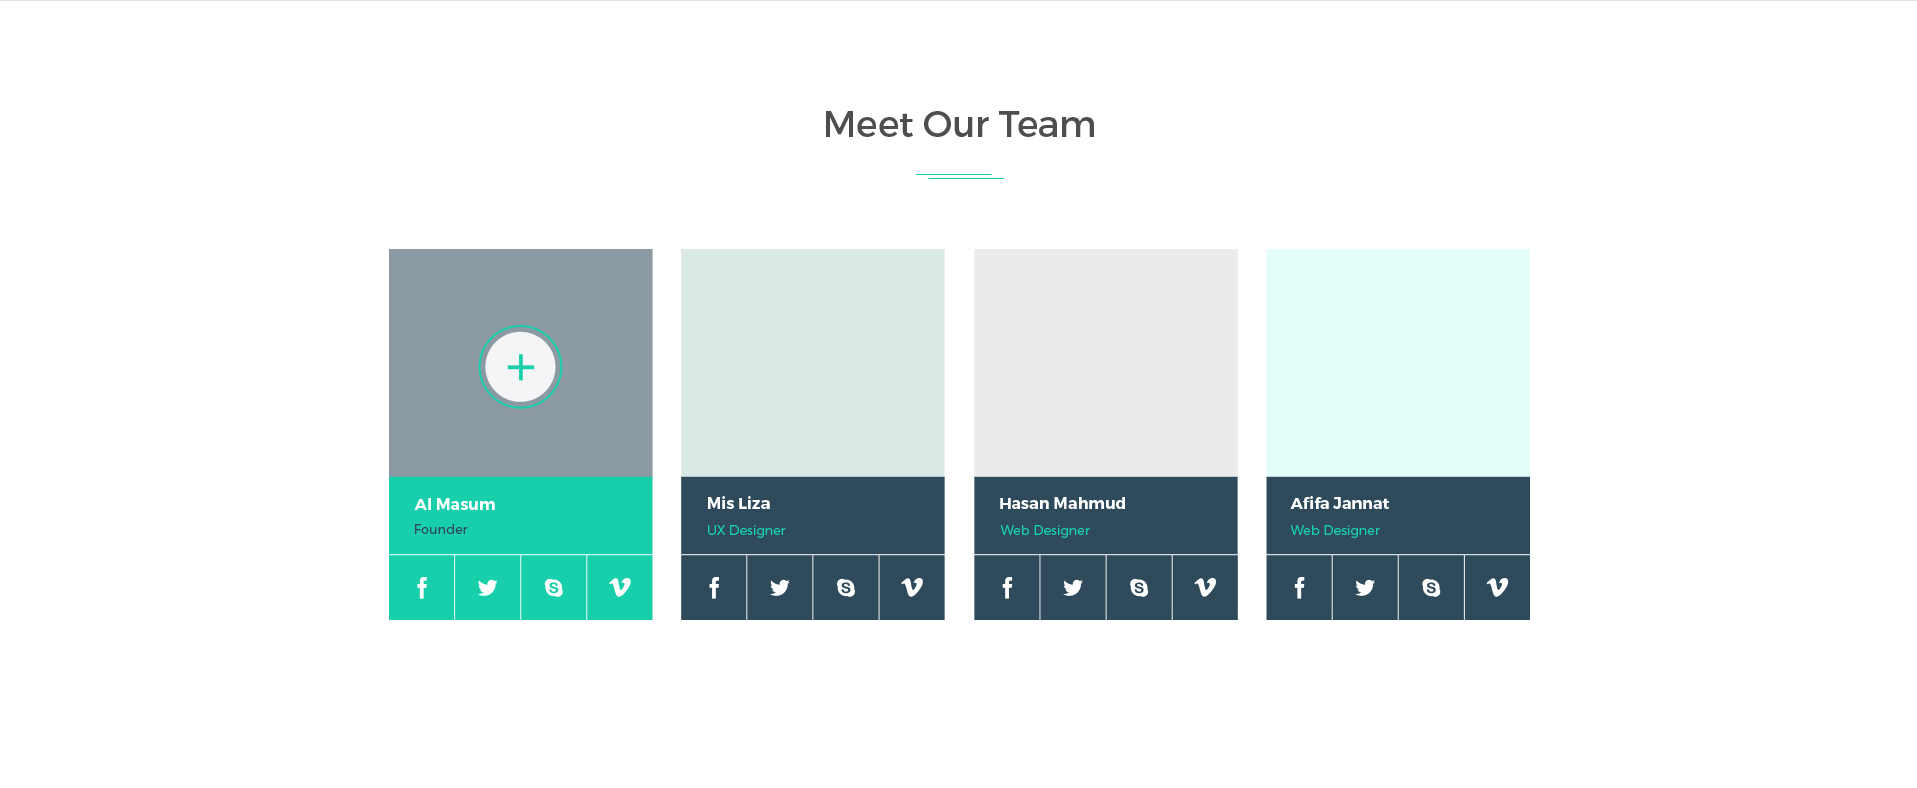 Meet Our Team
Al Masum
Founder
Mis Liza
UX Designer
Hasan Mahmud
Web Designer
Afifa Jannat
Web Designer